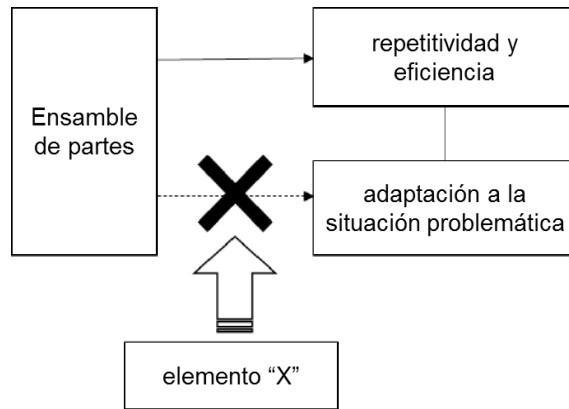 repetitividad y
eficiencia
Ensamble
de partes
adaptación a la
situación problemática
elemento “X”